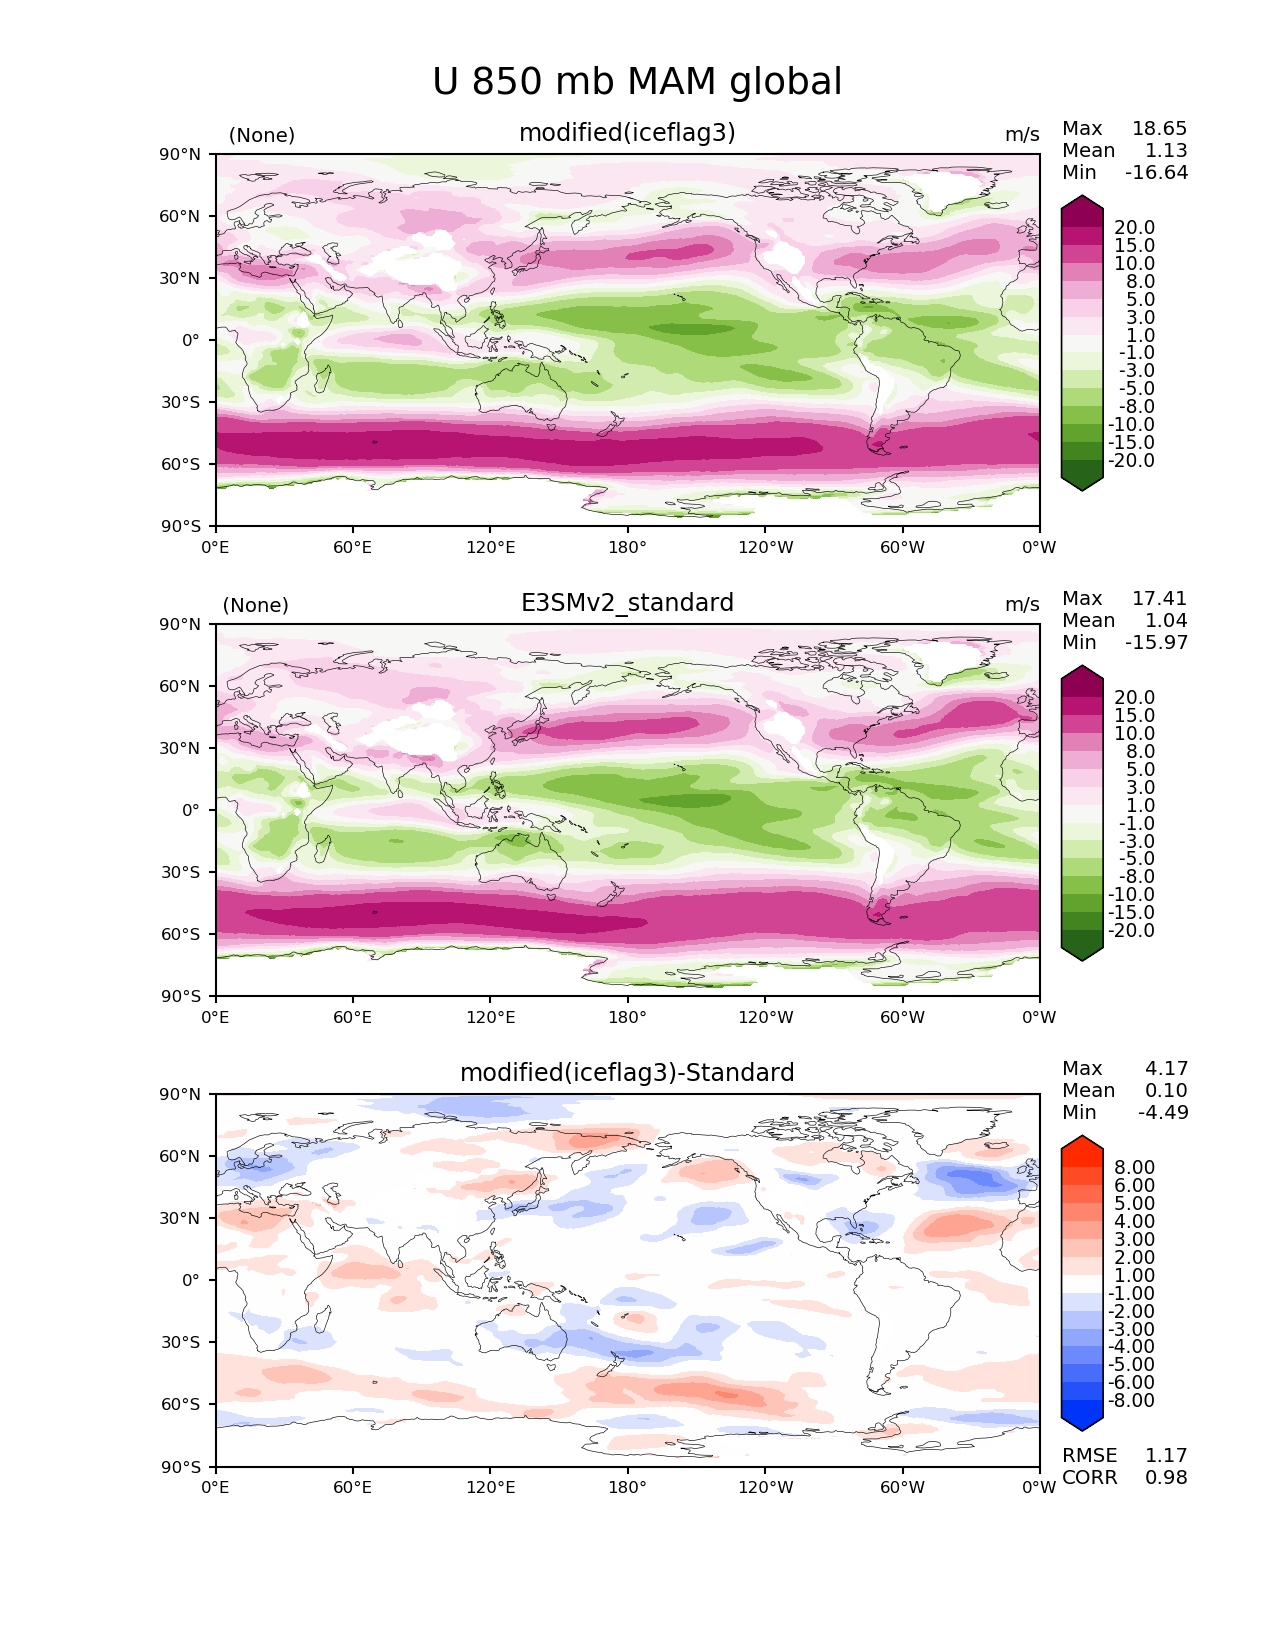 U 850 mb MAM global
(None) modified(iceflag3) m/s
Max 18.65
Mean 1.13
Min -16.64
90°N
60°N
30°N
0°
30°S
60°S
90°S
0°E 60°E 120°E 180° 120°W 60°W 0°W
20.0
15.0
10.0
8.0
5.0
3.0
1.0
-1.0
-3.0
-5.0
-8.0
-10.0
-15.0
-20.0
(None) E3SMv2_standard m/s
Max 17.41
Mean 1.04
Min -15.97
90°N
60°N
30°N
0°
30°S
60°S
90°S
0°E 60°E 120°E 180° 120°W 60°W 0°W
20.0
15.0
10.0
8.0
5.0
3.0
1.0
-1.0
-3.0
-5.0
-8.0
-10.0
-15.0
-20.0
modified(iceflag3)-Standard
Max 4.17
Mean 0.10
Min -4.49
90°N
60°N
30°N
0°
30°S
60°S
90°S
0°E 60°E 120°E 180° 120°W 60°W 0°W
8.00
6.00
5.00
4.00
3.00
2.00
1.00
-1.00
-2.00
-3.00
-4.00
-5.00
-6.00
-8.00
RMSE 1.17
CORR 0.98